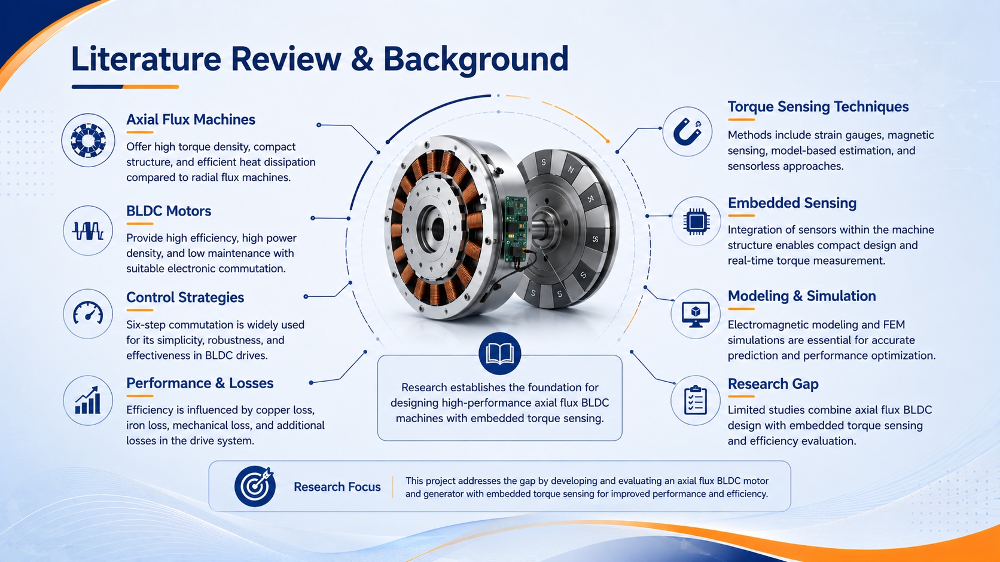 Literature Review & Background
Axial Flux Machines
Offer high torque density, compact
structure, and efficient heat dissipation
compared to radial flux machines.
BLDC Motors
Provide high efficiency, high power
density, and low maintenance with
suitable electronic commutation.
Control Strategies
Six-step commutation is widely used
for its simplicity, robustness, and
effectiveness in BLDC drives.
Performance & Losses
Efficiency is influenced by copper loss,
iron loss, mechanical loss, and additional
losses in the drive system.
S
N
S
S
S
S
Research establishes the foundation for
designing high-performance axial flux BLDC
machines with embedded torque sensing.
Torque Sensing Techniques
Methods include strain gauges, magnetic
sensing, model-based estimation, and
sensorless approaches.
Embedded Sensing
Integration of sensors within the machine
structure enables compact design and
real-time torque measurement.
Modeling & Simulation
Electromagnetic modeling and FEM
simulations are essential for accurate
prediction and performance optimization.
Research Gap
Limited studies combine axial flux BLDC
design with embedded torque sensing
and efficiency evaluation.
Research Focus
This project addresses the gap by developing and evaluating an axial flux BLDC motor
and generator with embedded torque sensing for improved performance and efficiency.